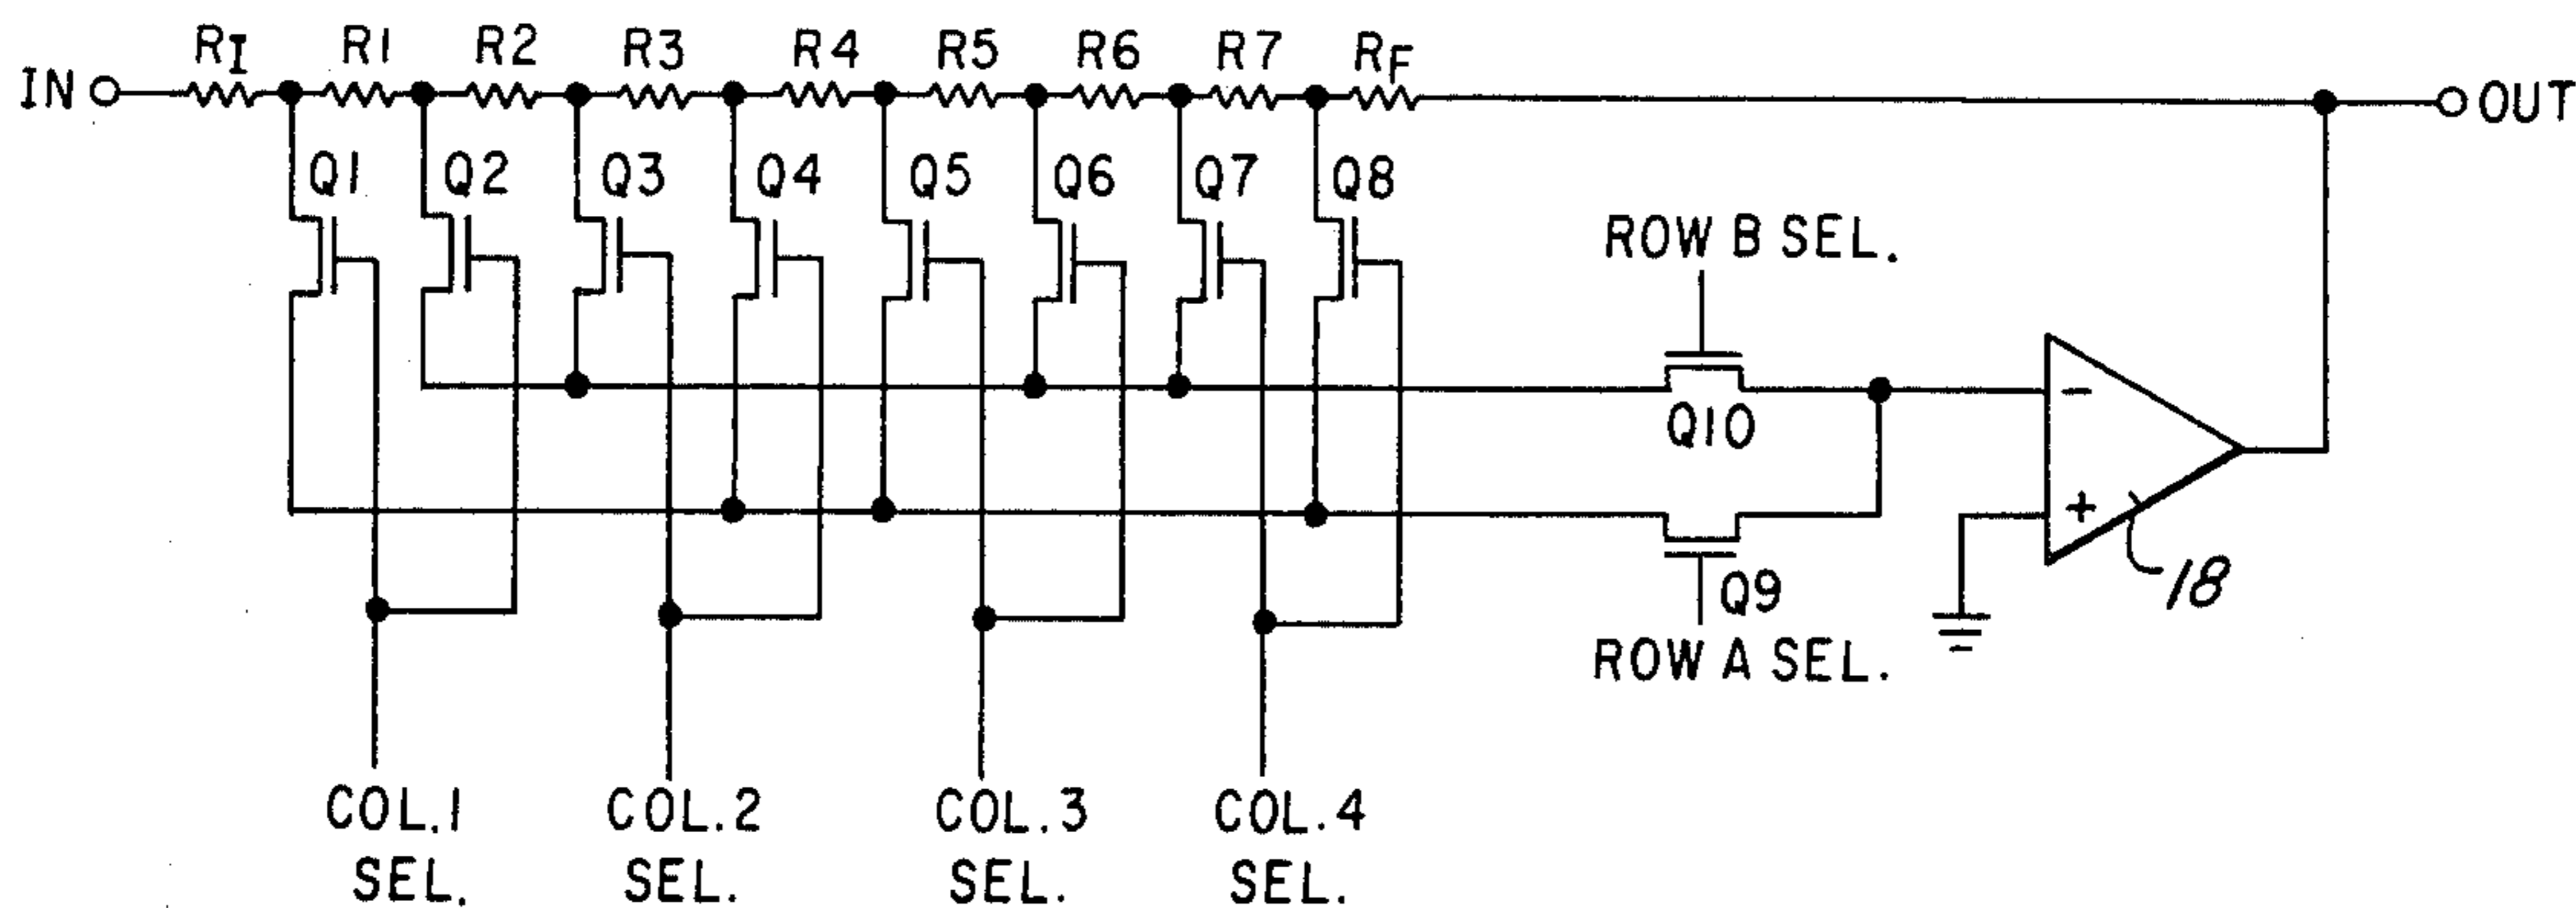 IN RI R1 R2 R3 R4 R5 R6 R7 RF OUT
Q1 Q2 Q3 Q4 Q5 Q6 Q7 Q8
ROW B SEL.
Q10
−
+
18
Q9
ROW A SEL.
COL.1 COL.2 COL.3 COL.4
SEL. SEL. SEL. SEL.